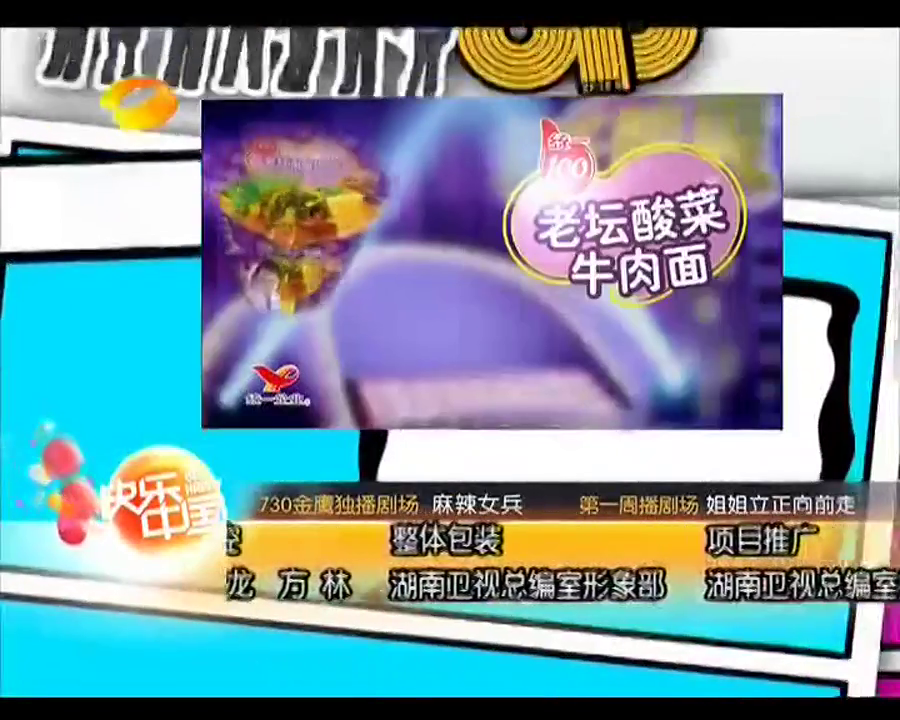 统一
100
老坛酸菜
牛肉面
统一企业
快乐
中国
730金鹰独播剧场 麻辣女兵 第一周播剧场 姐姐立正向前走
整体包装 项目推广
龙 方 林 湖南卫视总编室形象部 湖南卫视总编室